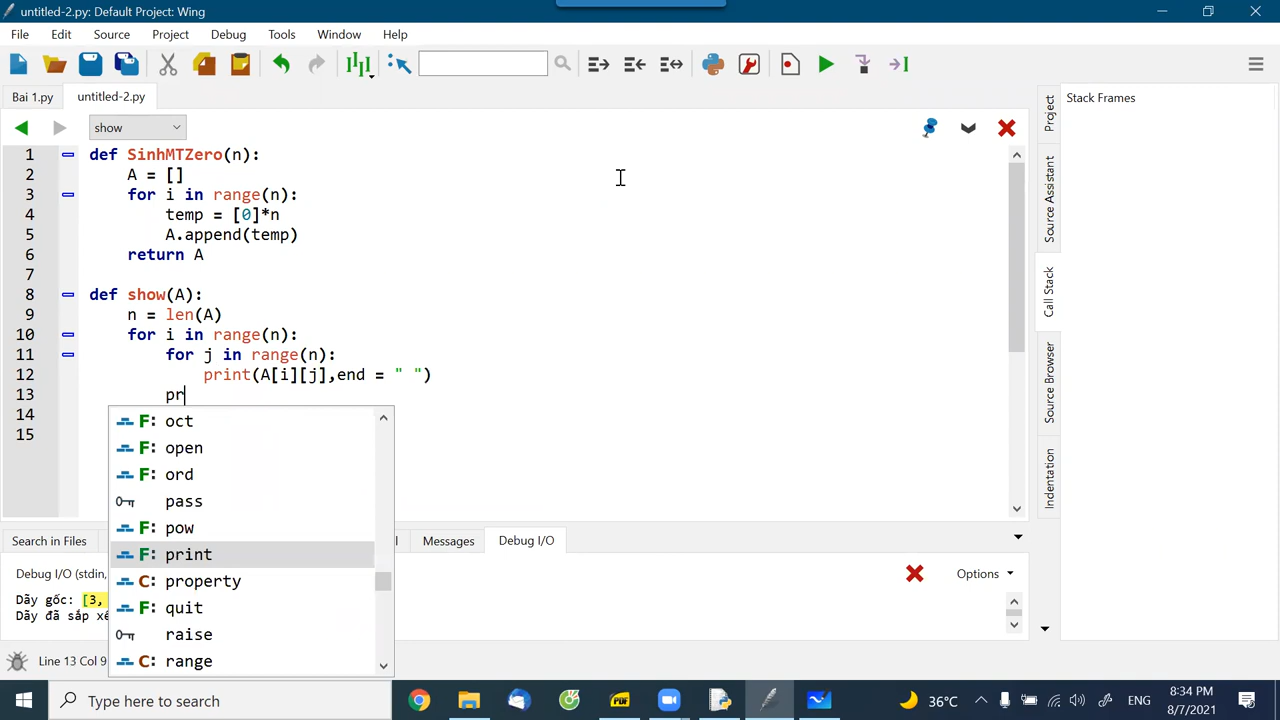 untitled-2.py: Default Project: Wing
File Edit Source Project Debug Tools Window Help
Bai 1.py untitled-2.py
show
Stack Frames
1 def SinhMTZero(n):
2 A = []
3 for i in range(n):
4 temp = [0]*n
5 A.append(temp)
6 return A
7
8 def show(A):
9 n = len(A)
10 for i in range(n):
11 for j in range(n):
12 print(A[i][j],end = " ")
13 pr
14
15
F: oct
F: open
F: ord
pass
F: pow
F: print
C: property
F: quit
raise
C: range
Project
Source Assistant
Call Stack
Source Browser
Indentation
Search in Files Messages Debug I/O
Debug I/O (stdin, Options
Dãy gốc: [3,
Dãy đã sắp xế
Line 13 Col 9
Type here to search
PDF
36°C ENG 8:34 PM
8/7/2021